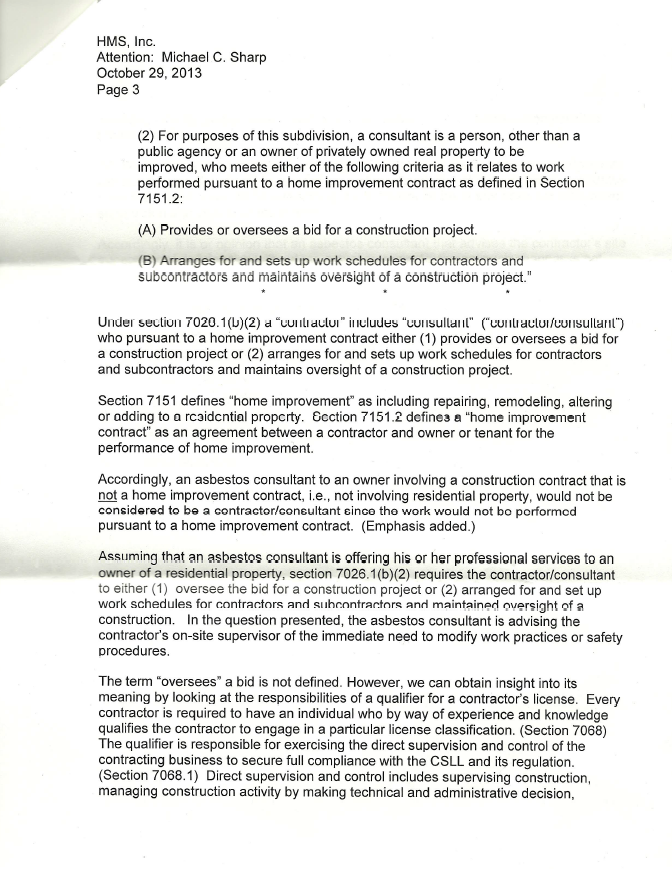 HMS, Inc.
Attention: Michael C. Sharp
October 29, 2013
Page 3
(2) For purposes of this subdivision, a consultant is a person, other than a
public agency or an owner of privately owned real property to be
improved, who meets either of the following criteria as it relates to work
performed pursuant to a home improvement contract as defined in Section
7151.2:
(A) Provides or oversees a bid for a construction project.
(B) Arranges for and sets up work schedules for contractors and
subcontractors and maintains oversight of a construction project."
* * *
Under section 7026.1(b)(2) a “contractor” includes “consultant” (“contractor/consultant”)
who pursuant to a home improvement contract either (1) provides or oversees a bid for
a construction project or (2) arranges for and sets up work schedules for contractors
and subcontractors and maintains oversight of a construction project.
Section 7151 defines “home improvement” as including repairing, remodeling, altering
or adding to a residential property. Section 7151.2 defines a “home improvement
contract” as an agreement between a contractor and owner or tenant for the
performance of home improvement.
Accordingly, an asbestos consultant to an owner involving a construction contract that is
not a home improvement contract, i.e., not involving residential property, would not be
considered to be a contractor/consultant since the work would not be performed
pursuant to a home improvement contract. (Emphasis added.)
Assuming that an asbestos consultant is offering his or her professional services to an
owner of a residential property, section 7026.1(b)(2) requires the contractor/consultant
to either (1) oversee the bid for a construction project or (2) arranged for and set up
work schedules for contractors and subcontractors and maintained oversight of a
construction. In the question presented, the asbestos consultant is advising the
contractor’s on-site supervisor of the immediate need to modify work practices or safety
procedures.
The term “oversees” a bid is not defined. However, we can obtain insight into its
meaning by looking at the responsibilities of a qualifier for a contractor’s license. Every
contractor is required to have an individual who by way of experience and knowledge
qualifies the contractor to engage in a particular license classification. (Section 7068)
The qualifier is responsible for exercising the direct supervision and control of the
contracting business to secure full compliance with the CSLL and its regulation.
(Section 7068.1) Direct supervision and control includes supervising construction,
managing construction activity by making technical and administrative decision,